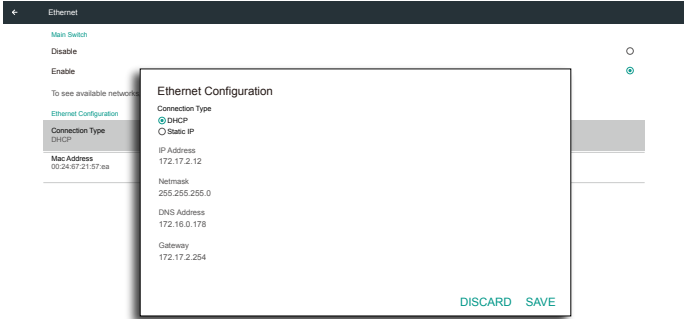 Ethernet
Main Switch
Disable
Enable
To see available networks
Ethernet Configuration
Connection Type
DHCP
Mac Address
00:24:67:21:57:ea
Ethernet Configuration
Connection Type
DHCP
Static IP
IP Address
172.17.2.12
Netmask
255.255.255.0
DNS Address
172.16.0.178
Gateway
172.17.2.254
DISCARD SAVE